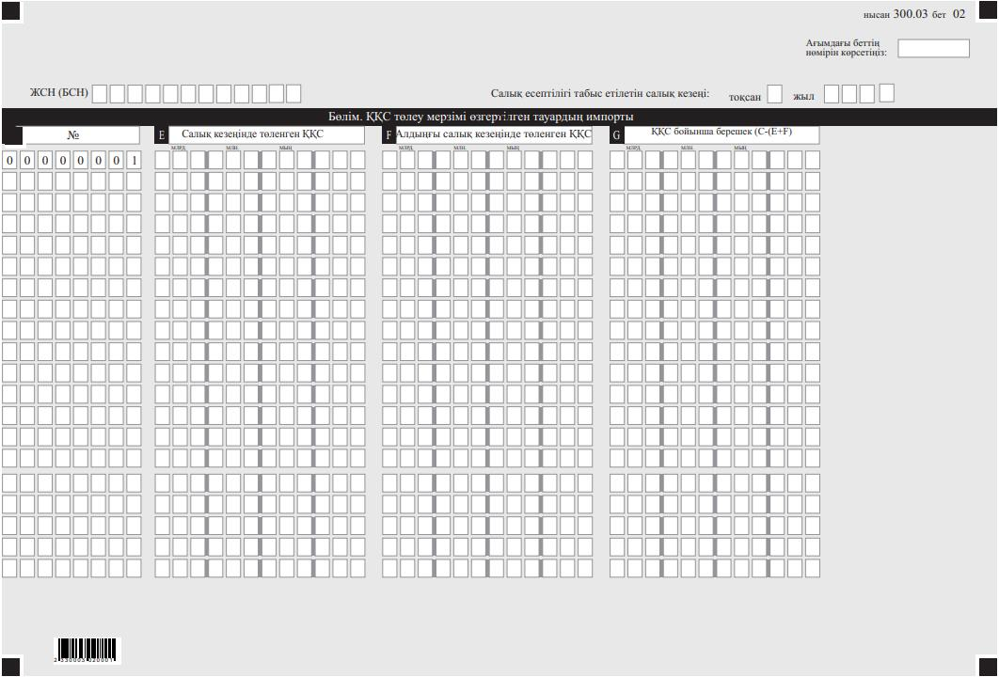 нысан 300.03 бет 02
Ағымдағы беттің
нөмірін көрсетіңіз:
ЖСН (БСН)
Салық есептілігі табыс етілетін салық кезеңі: тоқсан жыл
Бөлім. ҚҚС төлеу мерзімі өзгертілген тауардың импорты
№ E Салық кезеңінде төленген ҚҚС F Алдыңғы салық кезеңінде төленген ҚҚС G ҚҚС бойынша берешек (C-(E+F)
МЛРД. МЛН. МЫҢ МЛРД. МЛН. МЫҢ МЛРД. МЛН. МЫҢ
0 0 0 0 0 0 0 1